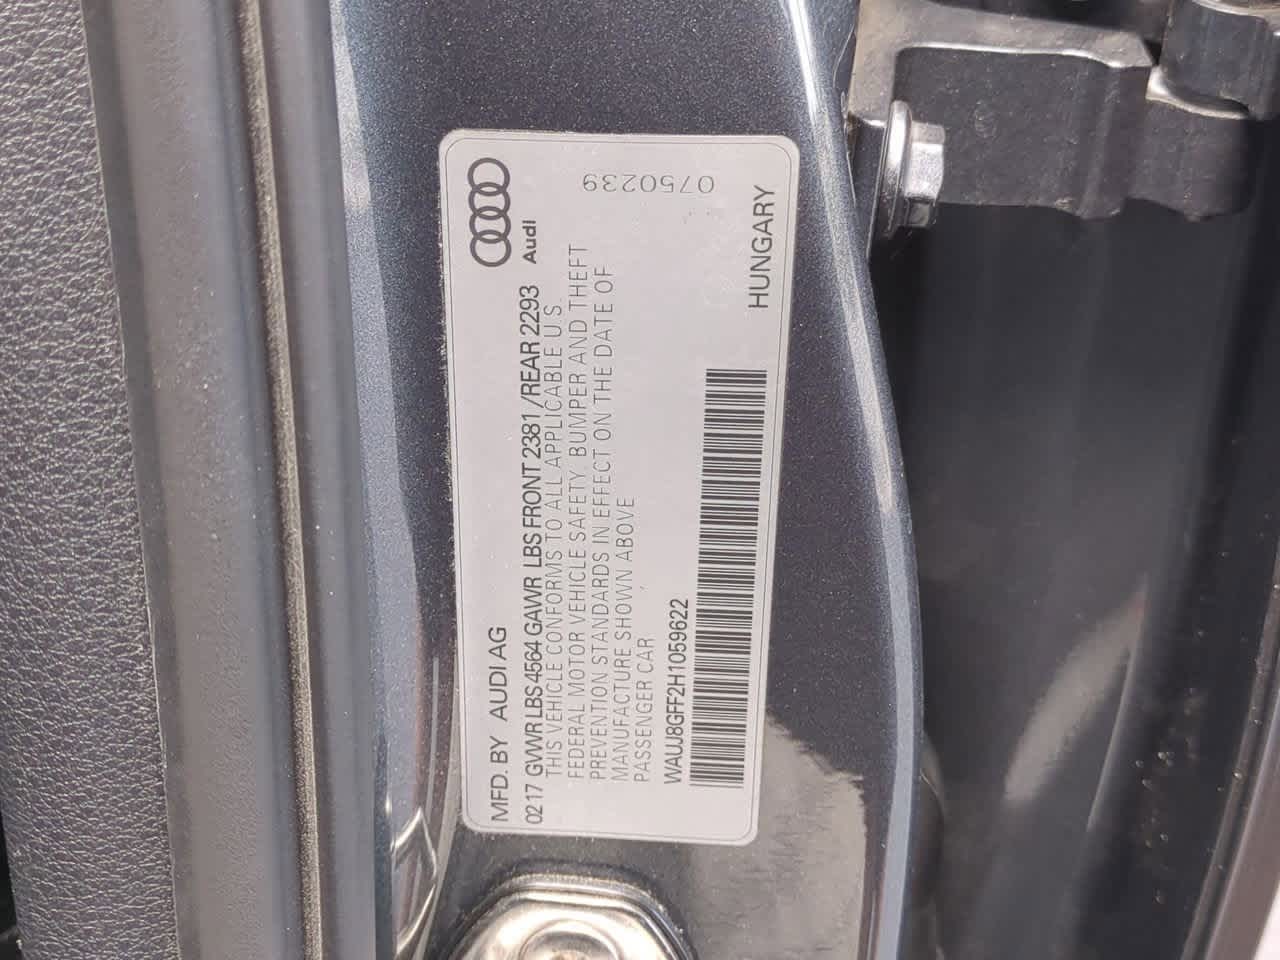 Audi
0750239
MFD. BY AUDI AG
0217 GVWR LBS 4564 GAWR LBS FRONT 2381 / REAR 2293
THIS VEHICLE CONFORMS TO ALL APPLICABLE U.S.
FEDERAL MOTOR VEHICLE SAFETY, BUMPER AND THEFT
PREVENTION STANDARDS IN EFFECT ON THE DATE OF
MANUFACTURE SHOWN ABOVE
PASSENGER CAR
WAUJ8GFF2H1059622
HUNGARY